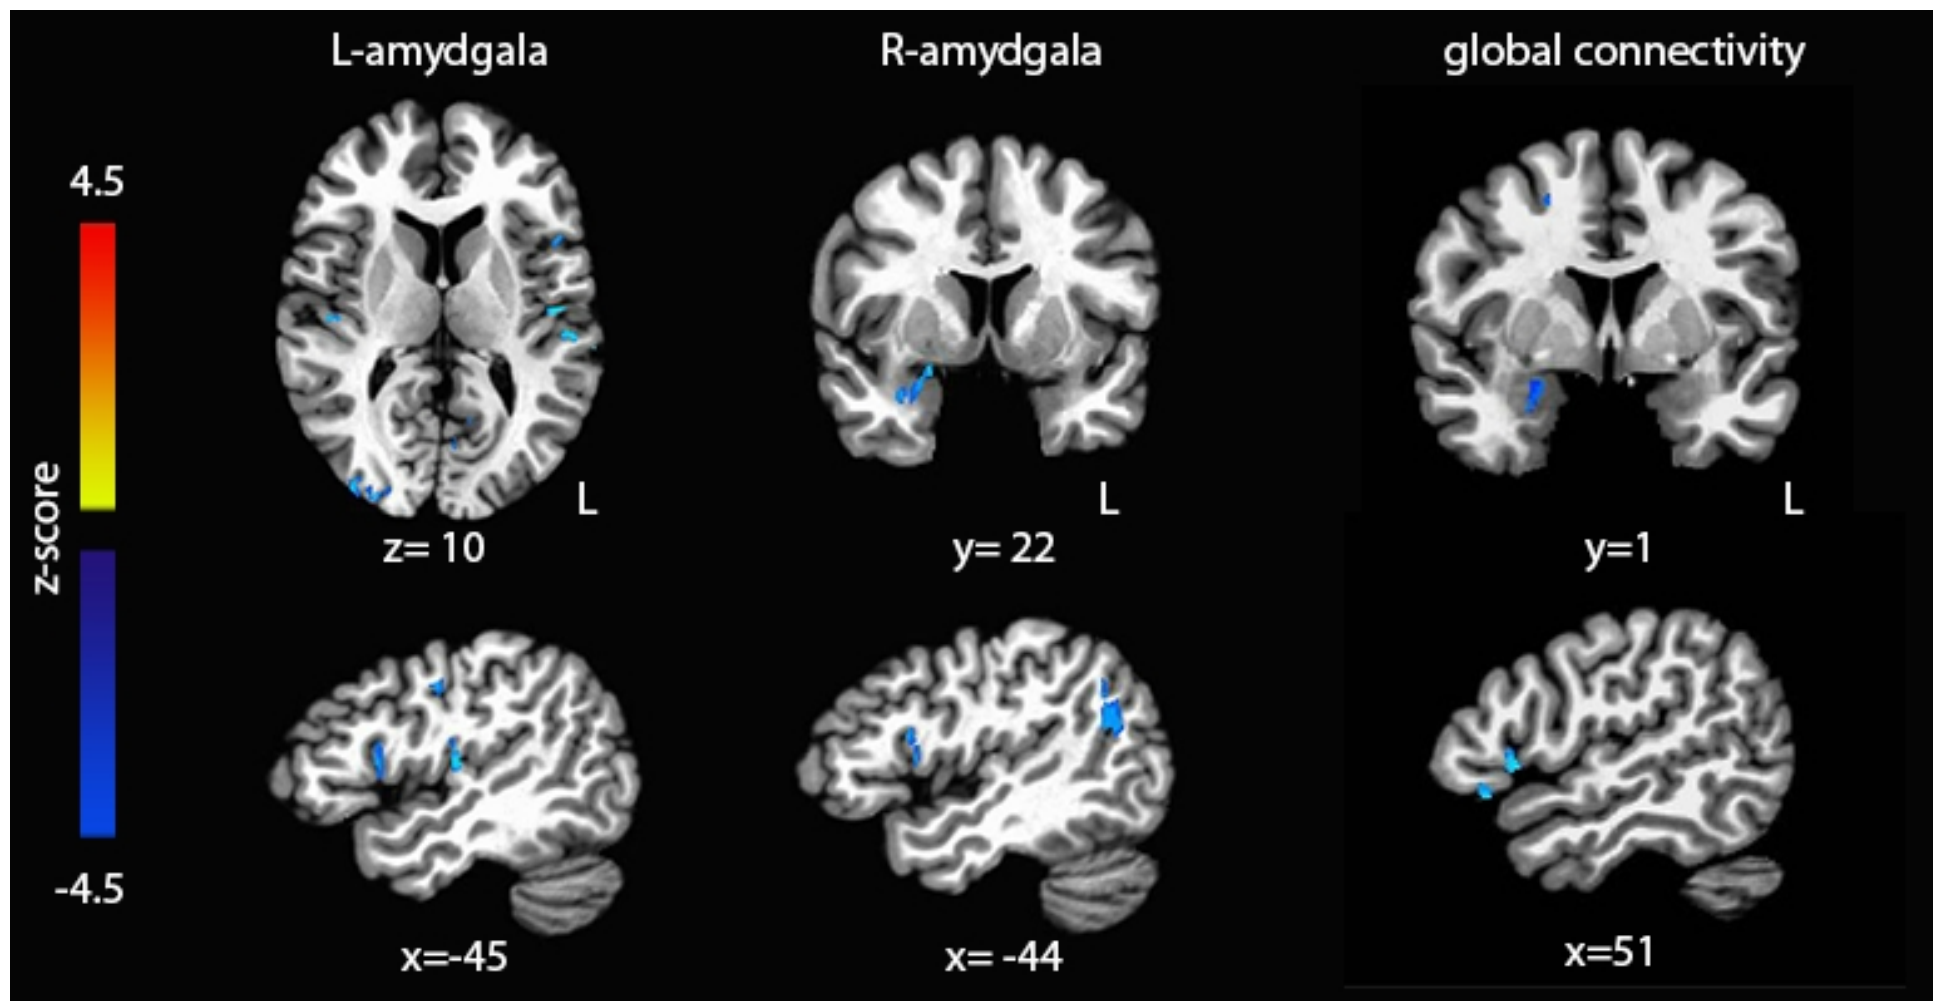 L-amydgala
R-amydgala
global connectivity
4.5
z-score
-4.5
L
L
L
z= 10
y= 22
y=1
x=-45
x= -44
x=51